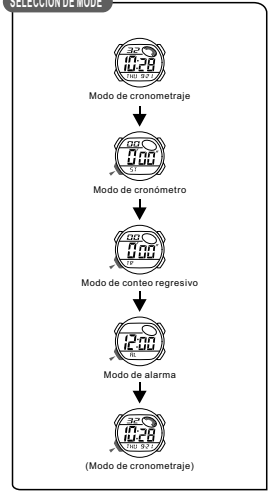 SELECCIÓN DE MODO
32
10:28
THU 9-21
Modo de cronometraje
00
0'00
ST
Modo de cronómetro
00
0'00
TR
Modo de conteo regresivo
12:00
AL
Modo de alarma
32
10:28
THU 9-21
(Modo de cronometraje)